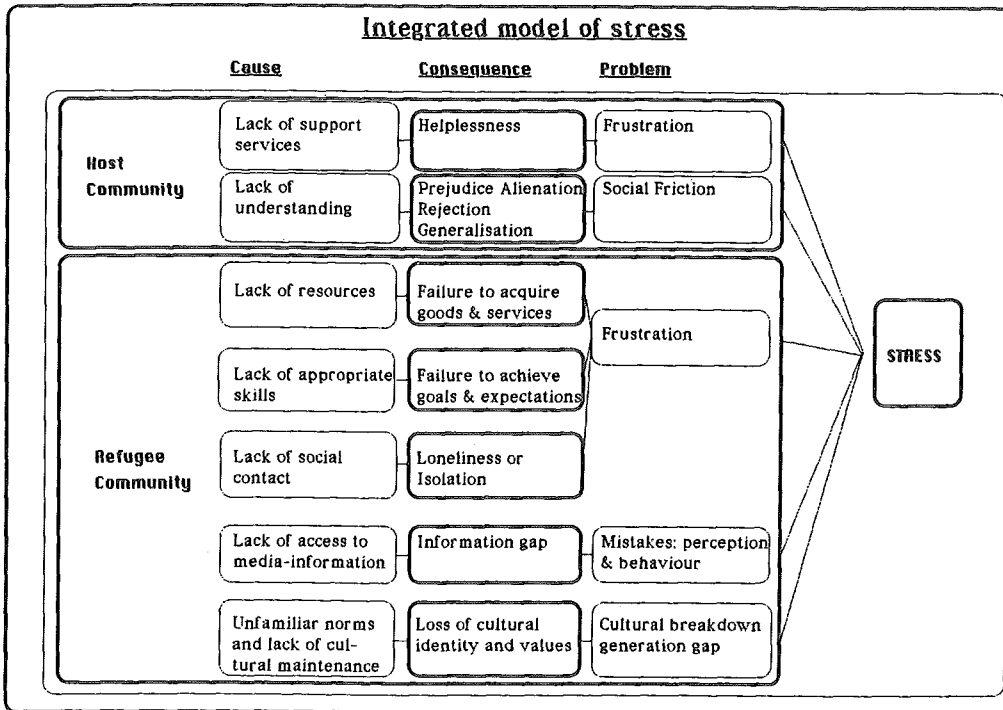 Integrated model of stress
Cause Consequence Problem
Host
Community
Lack of support
services
Helplessness
Frustration
Lack of
understanding
Prejudice Alienation
Rejection
Generalisation
Social Friction
Refugee
Community
Lack of resources
Failure to acquire
goods & services
Frustration
Lack of appropriate
skills
Failure to achieve
goals & expectations
Lack of social
contact
Loneliness or
Isolation
Lack of access to
media-information
Information gap
Mistakes: perception
& behaviour
Unfamiliar norms
and lack of cul-
tural maintenance
Loss of cultural
identity and values
Cultural breakdown
generation gap
STRESS